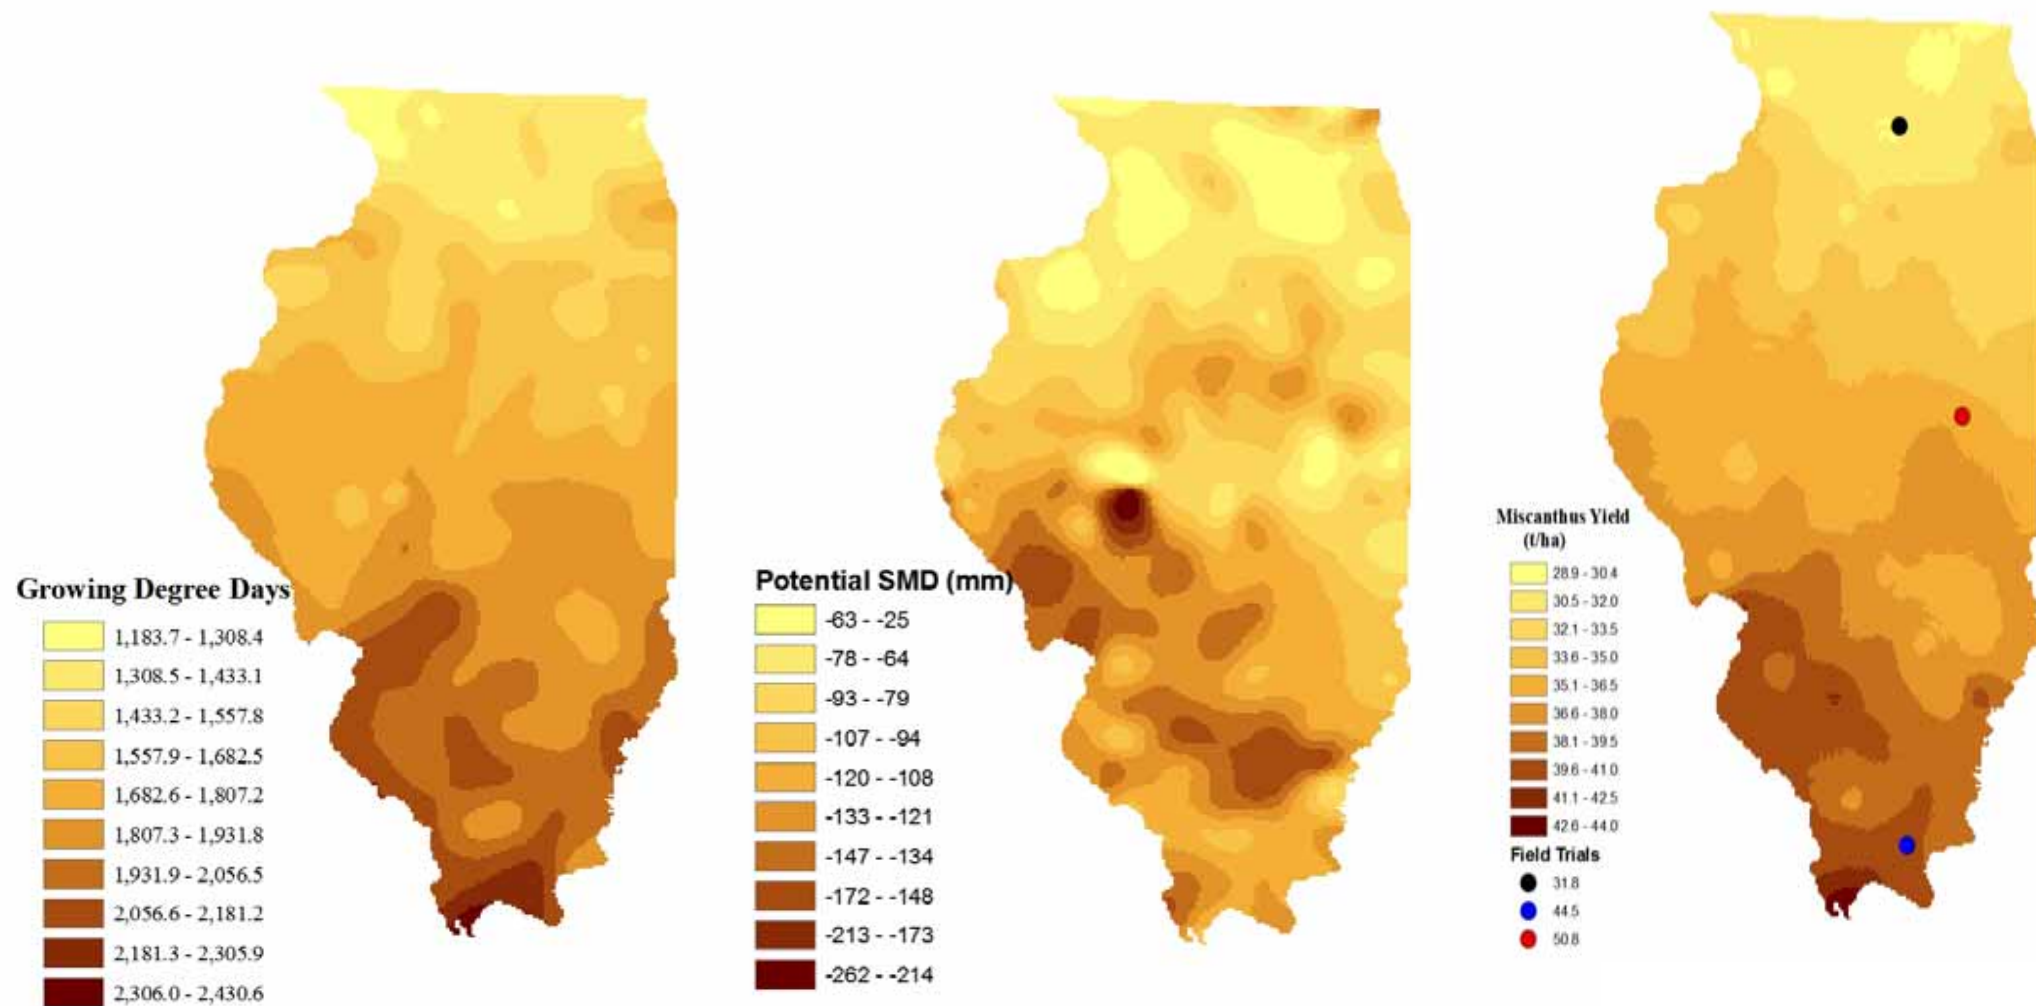 Growing Degree Days
1,183.7 - 1,308.4
1,308.5 - 1,433.1
1,433.2 - 1,557.8
1,557.9 - 1,682.5
1,682.6 - 1,807.2
1,807.3 - 1,931.8
1,931.9 - 2,056.5
2,056.6 - 2,181.2
2,181.3 - 2,305.9
2,306.0 - 2,430.6
Potential SMD (mm)
-63 - -25
-78 - -64
-93 - -79
-107 - -94
-120 - -108
-133 - -121
-147 - -134
-172 - -148
-213 - -173
-262 - -214
Miscanthus Yield
(t/ha)
28.9 - 30.4
30.5 - 32.0
32.1 - 33.5
33.6 - 35.0
35.1 - 36.5
36.6 - 38.0
38.1 - 39.5
39.6 - 41.0
41.1 - 42.5
42.6 - 44.0
Field Trials
31.8
44.5
50.8